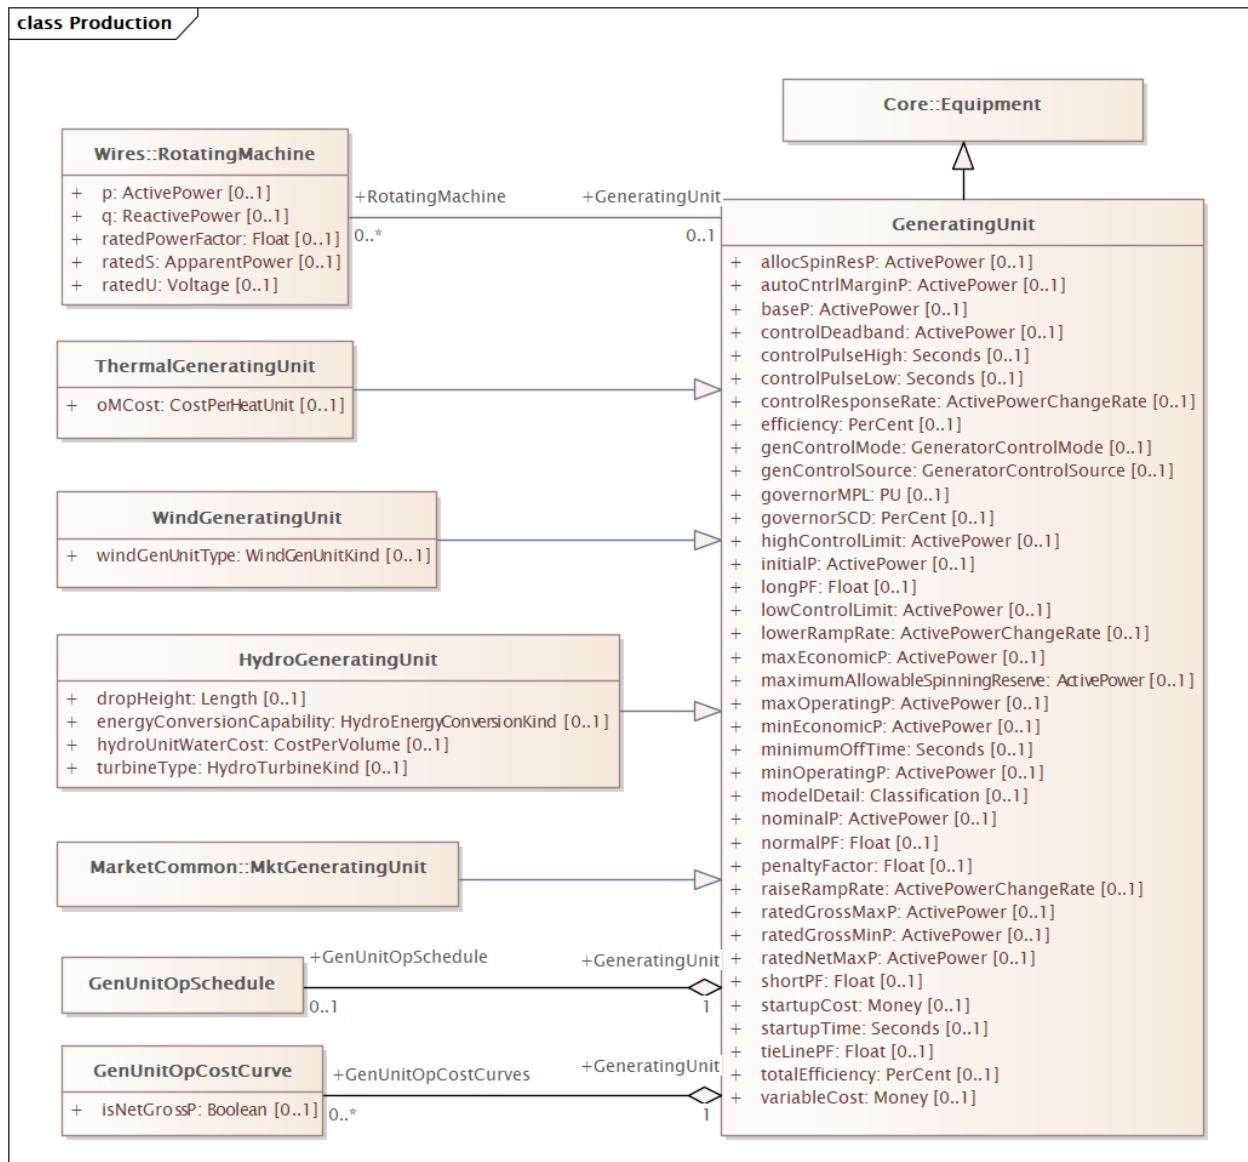 class Production
Core::Equipment
Wires::RotatingMachine
+ p: ActivePower [0..1]
+ q: ReactivePower [0..1]
+ ratedPowerFactor: Float [0..1]
+ ratedS: ApparentPower [0..1]
+ ratedU: Voltage [0..1]
+RotatingMachine
0..*
+GeneratingUnit
0..1
ThermalGeneratingUnit
+ oMCost: CostPerHeatUnit [0..1]
WindGeneratingUnit
+ windGenUnitType: WindGenUnitKind [0..1]
HydroGeneratingUnit
+ dropHeight: Length [0..1]
+ energyConversionCapability: HydroEnergyConversionKind [0..1]
+ hydroUnitWaterCost: CostPerVolume [0..1]
+ turbineType: HydroTurbineKind [0..1]
MarketCommon::MktGeneratingUnit
GenUnitOpSchedule
+GenUnitOpSchedule
0..1
+GeneratingUnit
1
GenUnitOpCostCurve
+ isNetGrossP: Boolean [0..1]
+GenUnitOpCostCurves
0..*
+GeneratingUnit
1
GeneratingUnit
+ allocSpinResP: ActivePower [0..1]
+ autoCntrlMarginP: ActivePower [0..1]
+ baseP: ActivePower [0..1]
+ controlDeadband: ActivePower [0..1]
+ controlPulseHigh: Seconds [0..1]
+ controlPulseLow: Seconds [0..1]
+ controlResponseRate: ActivePowerChangeRate [0..1]
+ efficiency: PerCent [0..1]
+ genControlMode: GeneratorControlMode [0..1]
+ genControlSource: GeneratorControlSource [0..1]
+ governorMPL: PU [0..1]
+ governorSCD: PerCent [0..1]
+ highControlLimit: ActivePower [0..1]
+ initialP: ActivePower [0..1]
+ longPF: Float [0..1]
+ lowControlLimit: ActivePower [0..1]
+ lowerRampRate: ActivePowerChangeRate [0..1]
+ maxEconomicP: ActivePower [0..1]
+ maximumAllowableSpinningReserve: ActivePower [0..1]
+ maxOperatingP: ActivePower [0..1]
+ minEconomicP: ActivePower [0..1]
+ minimumOffTime: Seconds [0..1]
+ minOperatingP: ActivePower [0..1]
+ modelDetail: Classification [0..1]
+ nominalP: ActivePower [0..1]
+ normalPF: Float [0..1]
+ penaltyFactor: Float [0..1]
+ raiseRampRate: ActivePowerChangeRate [0..1]
+ ratedGrossMaxP: ActivePower [0..1]
+ ratedGrossMinP: ActivePower [0..1]
+ ratedNetMaxP: ActivePower [0..1]
+ shortPF: Float [0..1]
+ startupCost: Money [0..1]
+ startupTime: Seconds [0..1]
+ tieLinePF: Float [0..1]
+ totalEfficiency: PerCent [0..1]
+ variableCost: Money [0..1]